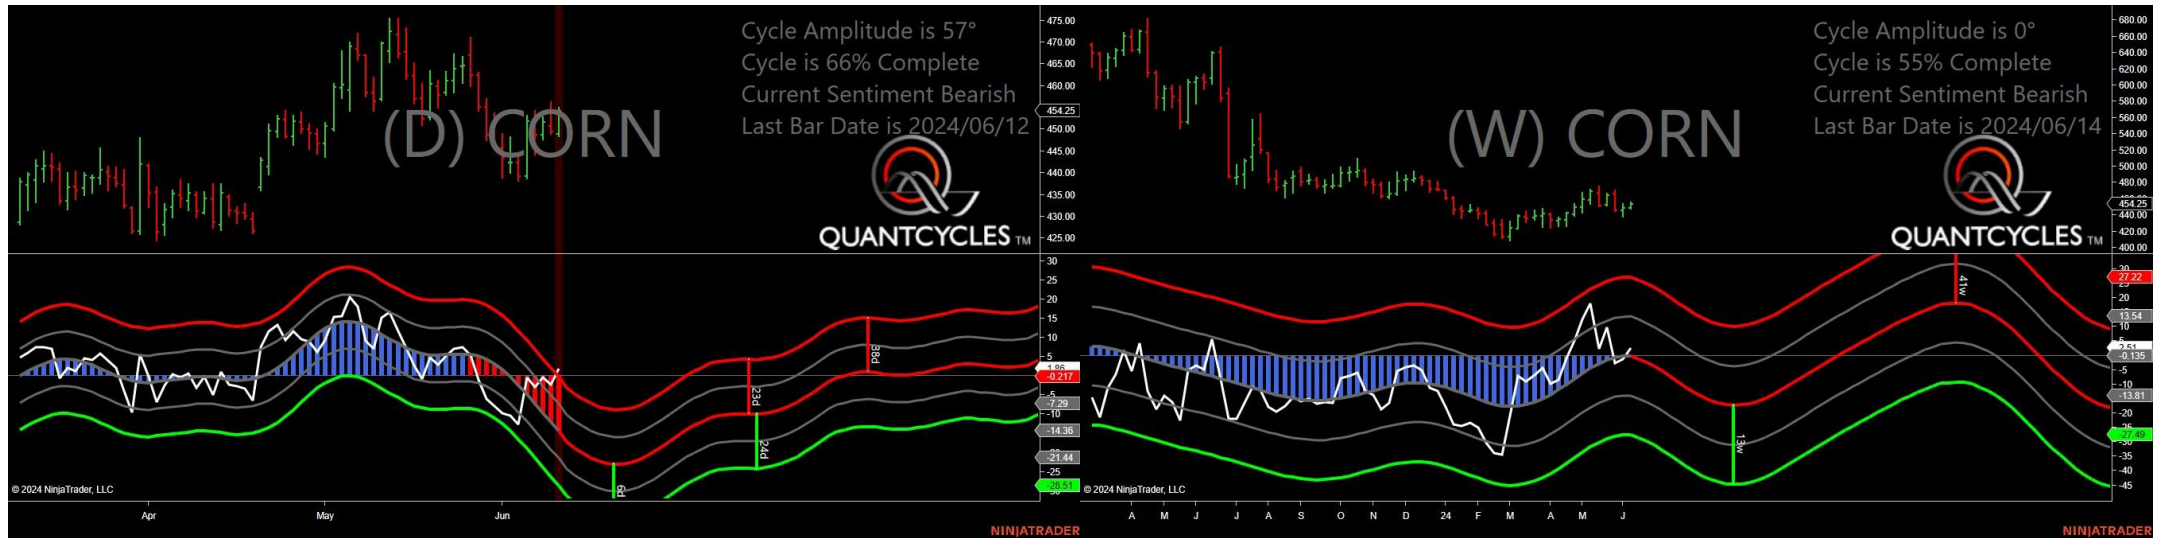 Cycle Amplitude is 57°
Cycle is 66% Complete
Current Sentiment Bearish
Last Bar Date is 2024/06/12
(D) CORN
QUANTCYCLES TM
475.00
470.00
465.00
460.00
454.25
450.00
445.00
440.00
435.00
430.00
425.00
30
25
20
15
10
5
1.96
-0.217
-7.29
-10
-14.36
-21.44
-25
-28.51
23d
24d
38d
6d
© 2024 NinjaTrader, LLC
Apr
May
Jun
NINJATRADER
Cycle Amplitude is 0°
Cycle is 55% Complete
Current Sentiment Bearish
Last Bar Date is 2024/06/14
(W) CORN
QUANTCYCLES TM
680.00
660.00
640.00
620.00
600.00
580.00
560.00
540.00
520.00
500.00
480.00
454.25
440.00
420.00
400.00
30
27.22
20
13.54
10
5
2.51
-0.135
-5
-10
-13.81
-20
-27.49
-35
-40
-45
41w
13w
© 2024 NinjaTrader, LLC
A M J J A S O N D 24 F M A M J
NINJATRADER